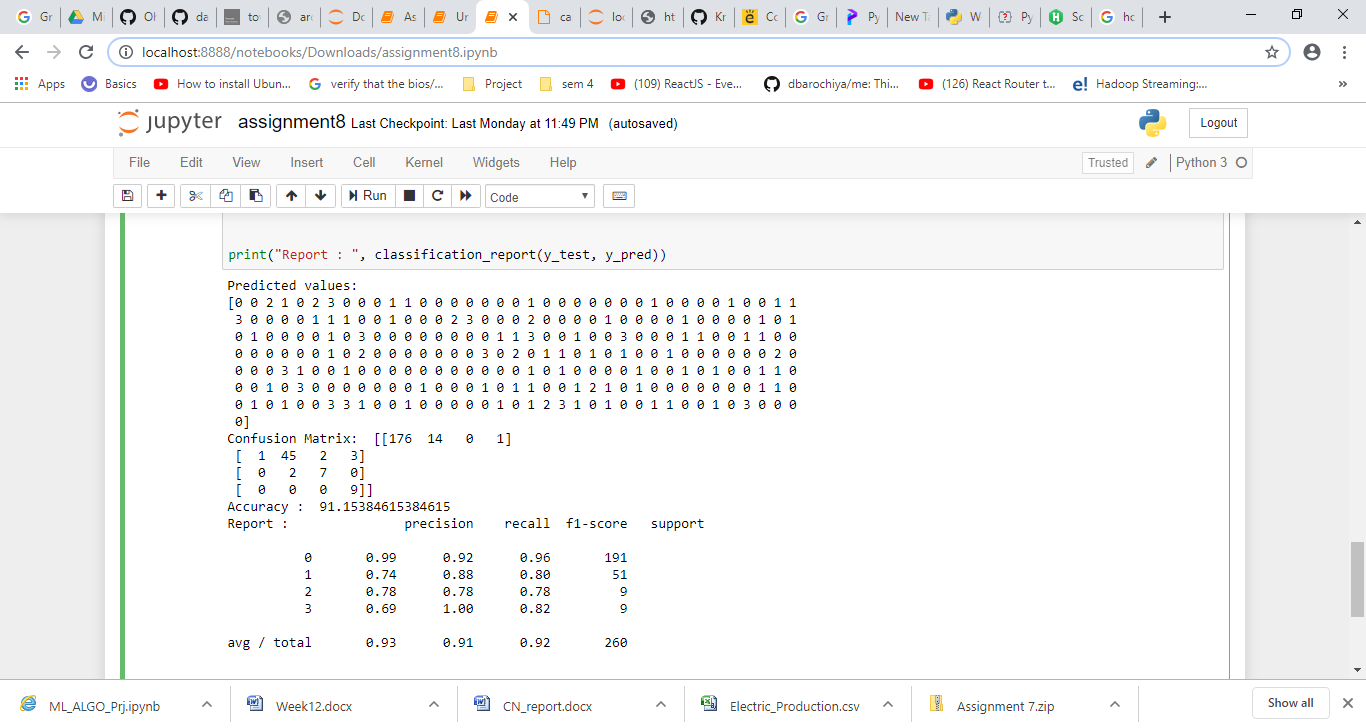 Gr
Mi
Oh
da
to
ar
Do
As
Ur
ca
loc
ht
Kr
Cc
Gr
Py
New Ta
W
Py
Sc
hc
localhost:8888/notebooks/Downloads/assignment8.ipynb
Apps Basics How to install Ubun... verify that the bios/... Project sem 4 (109) ReactJS - Eve... dbarochiya/me: Thi... (126) React Router t... Hadoop Streaming:... »
jupyter assignment8 Last Checkpoint: Last Monday at 11:49 PM (autosaved) Logout
File Edit View Insert Cell Kernel Widgets Help Trusted Python 3
Run Code
print("Report : ", classification_report(y_test, y_pred))
Predicted values:
[0 0 2 1 0 2 3 0 0 0 1 1 0 0 0 0 0 0 0 1 0 0 0 0 0 0 0 1 0 0 0 0 1 0 0 1 1
3 0 0 0 0 1 1 1 0 0 1 0 0 0 2 3 0 0 0 2 0 0 0 0 1 0 0 0 0 1 0 0 0 0 1 0 1
0 1 0 0 0 0 1 0 3 0 0 0 0 0 0 0 0 1 1 3 0 0 1 0 0 3 0 0 0 1 1 0 0 1 1 0 0
0 0 0 0 0 0 1 0 2 0 0 0 0 0 0 0 3 0 2 0 1 1 0 1 0 1 0 0 1 0 0 0 0 0 0 2 0
0 0 0 3 1 0 0 1 0 0 0 0 0 0 0 0 0 0 0 1 0 1 0 0 0 0 1 0 0 1 0 1 0 0 1 1 0
0 0 1 0 3 0 0 0 0 0 0 0 1 0 0 0 1 0 1 1 0 0 1 2 1 0 1 0 0 0 0 0 0 0 1 1 0
0 1 0 1 0 0 3 3 1 0 0 1 0 0 0 0 0 1 0 1 2 3 1 0 1 0 0 1 1 0 0 1 0 3 0 0 0
0]
Confusion Matrix: [[176 14 0 1]
[ 1 45 2 3]
[ 0 2 7 0]
[ 0 0 0 9]]
Accuracy : 91.15384615384615
Report : precision recall f1-score support
0 0.99 0.92 0.96 191
1 0.74 0.88 0.80 51
2 0.78 0.78 0.78 9
3 0.69 1.00 0.82 9
avg / total 0.93 0.91 0.92 260
ML_ALGO_Prj.ipynb Week12.docx CN_report.docx Electric_Production.csv Assignment 7.zip Show all